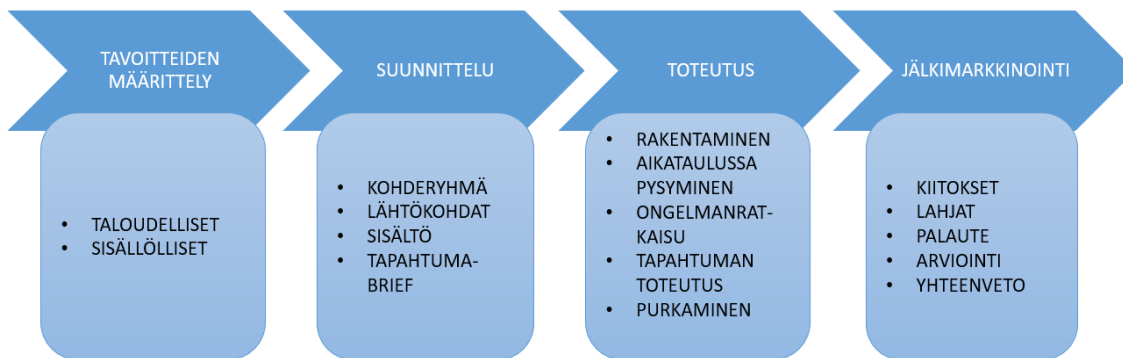 TAVOITTEIDEN
MÄÄRITTELY
• TALOUDELLISET
• SISÄLLÖLLISET
SUUNNITTELU
• KOHDERYHMÄ
• LÄHTÖKOHDAT
• SISÄLTÖ
• TAPAHTUMA-
BRIEF
TOTEUTUS
• RAKENTAMINEN
• AIKATAULUSSA
PYSYMINEN
• ONGELMANRAT-
KAISU
• TAPAHTUMAN
TOTEUTUS
• PURKAMINEN
JÄLKIMARKKINOINTI
• KIITOKSET
• LAHJAT
• PALAUTE
• ARVIOINTI
• YHTEENVETO